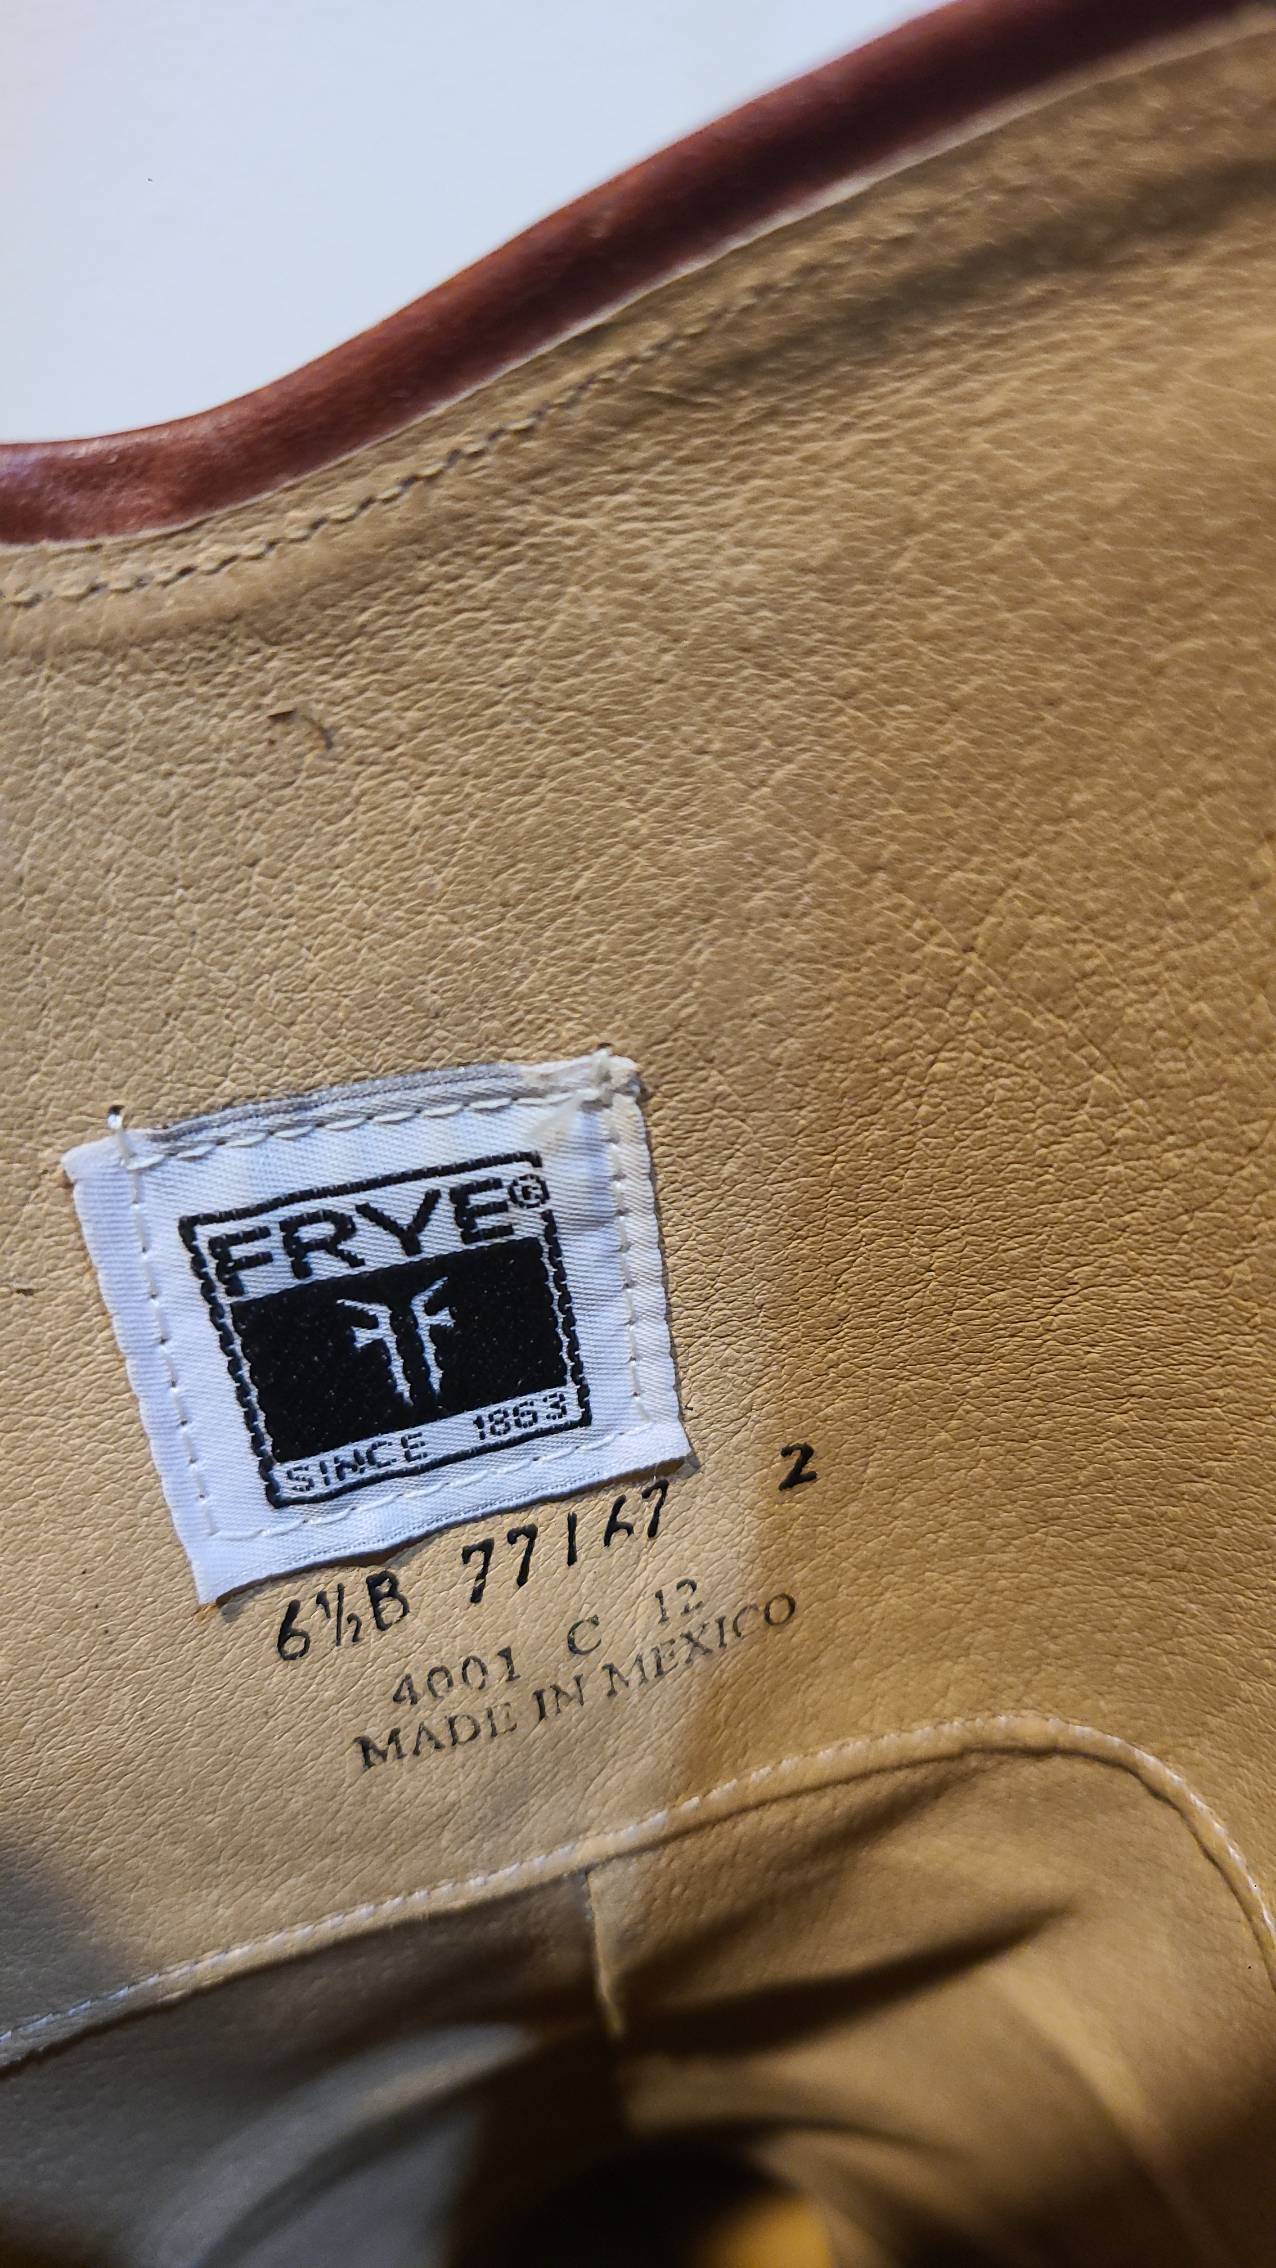 FRYE®
SINCE 1863
2
6½B 77167
4001 C 12
MADE IN MEXICO